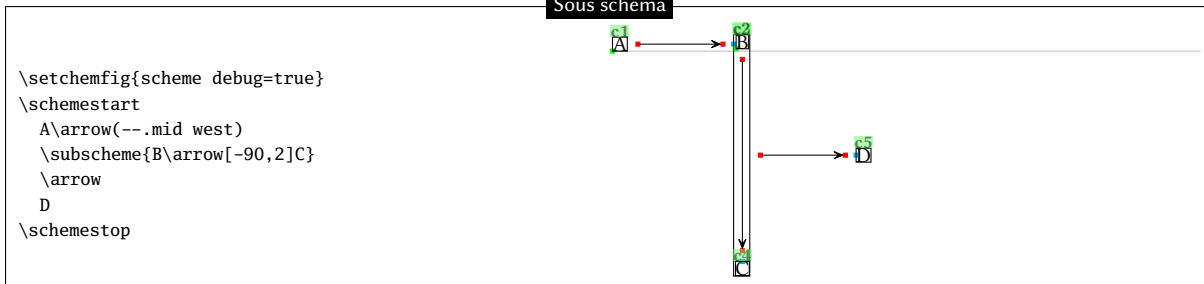 Sous schéma
\setchemfig{scheme debug=true}
\schemestart
A\arrow(--.mid west)
\subscheme{B\arrow[-90,2]C}
\arrow
D
\schemestop
c1
A
c2
B
c5
D
c4
C